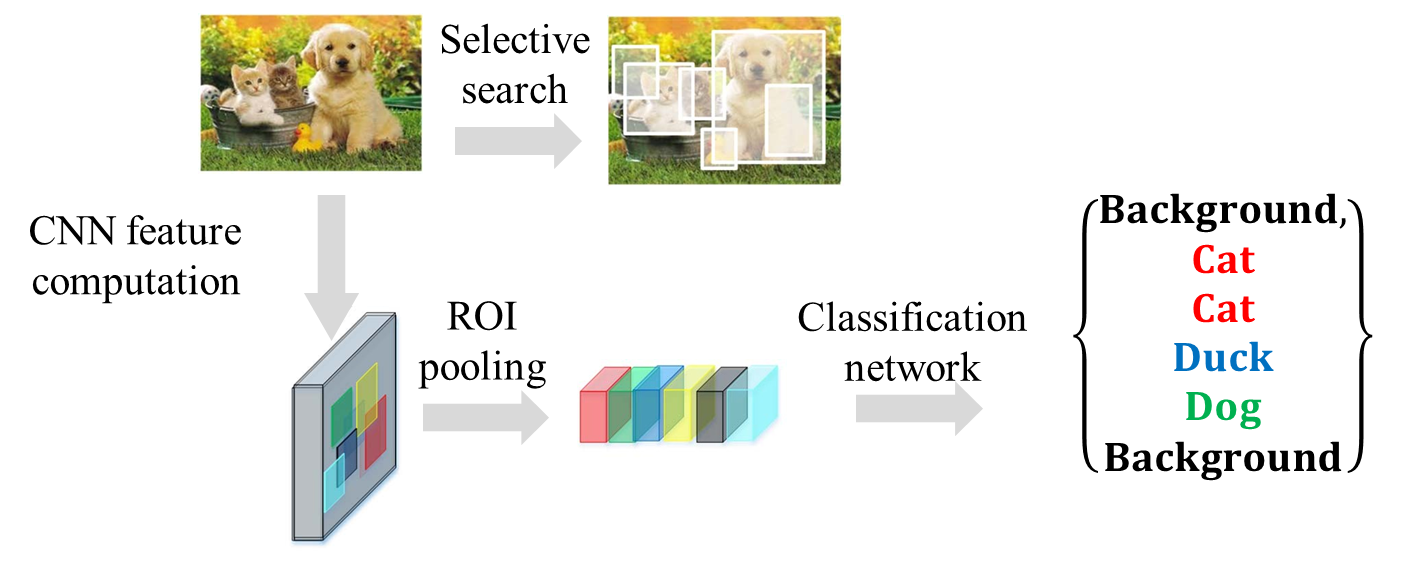 Selective
search
CNN feature
computation
ROI
pooling
Classification
network
Background,
Cat
Cat
Duck
Dog
Background